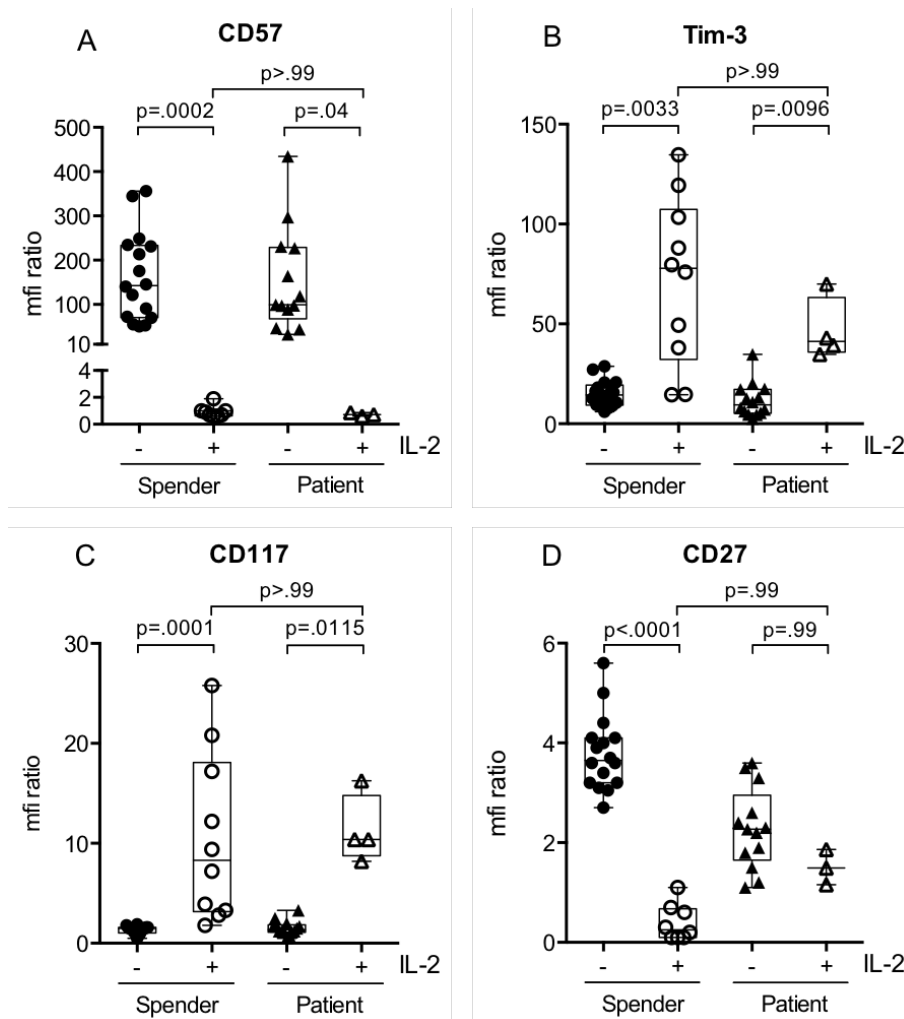 A CD57
p>.99
p=.0002 p=.04
500
400
300
200
100
10
4
2
0
mfi ratio
- + - + IL-2
Spender Patient
B Tim-3
p>.99
p=.0033 p=.0096
150
100
50
0
mfi ratio
- + - + IL-2
Spender Patient
C CD117
p>.99
p=.0001 p=.0115
30
20
10
0
mfi ratio
- + - + IL-2
Spender Patient
D CD27
p=.99
p<.0001 p=.99
6
4
2
0
mfi ratio
- + - + IL-2
Spender Patient